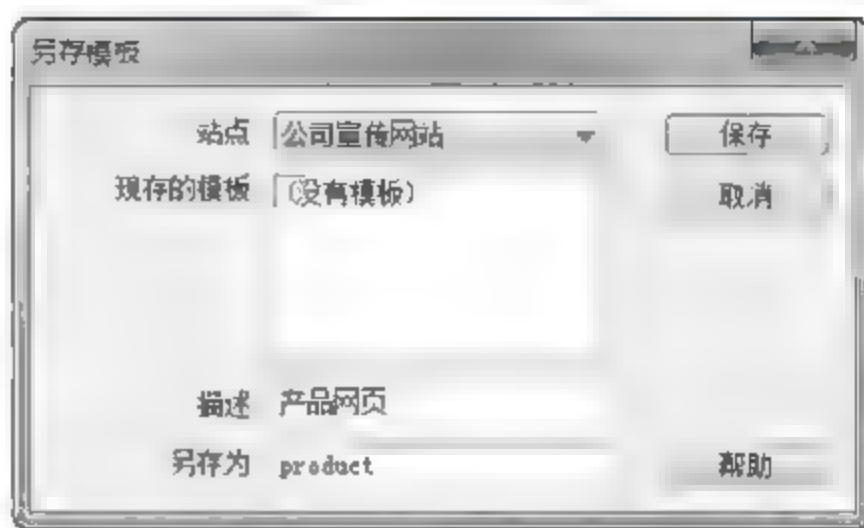 另存模板
站点 公司宣传网站 保存
现存的模板 (没有模板) 取消
描述 产品网页
另存为 product 帮助